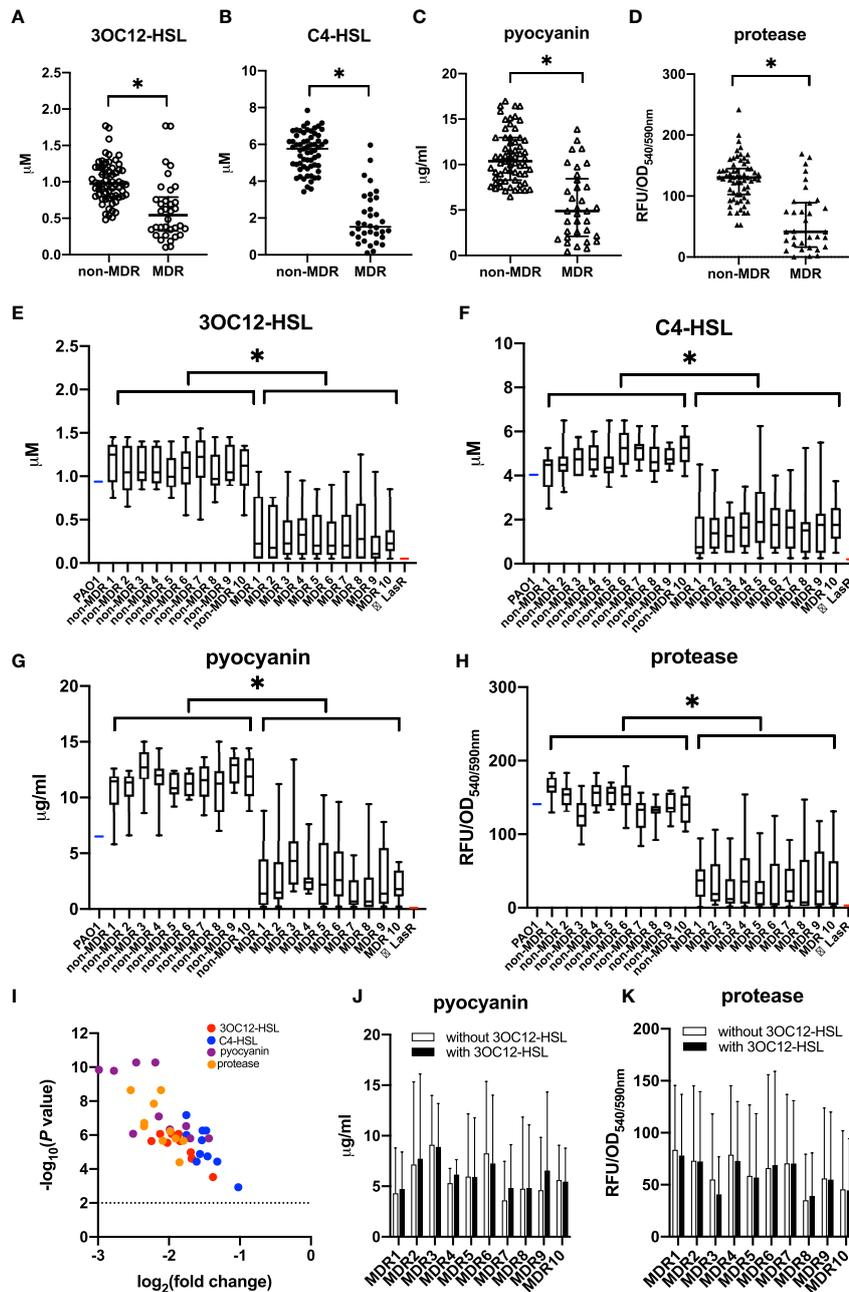 A
3OC12-HSL
*
2.5
2.0
1.5
1.0
0.5
0.0
μM
non-MDR MDR
B
C4-HSL
*
10
8
6
4
2
0
μM
non-MDR MDR
C
pyocyanin
*
20
15
10
5
0
μg/ml
non-MDR MDR
D
protease
*
300
200
100
0
RFU/OD540/590nm
non-MDR MDR
E
3OC12-HSL
*
2.5
2.0
1.5
1.0
0.5
0.0
μM
PAO1
non-MDR 1
non-MDR 2
non-MDR 3
non-MDR 4
non-MDR 5
non-MDR 6
non-MDR 7
non-MDR 8
non-MDR 9
non-MDR 10
MDR 1
MDR 2
MDR 3
MDR 4
MDR 5
MDR 6
MDR 7
MDR 8
MDR 9
MDR 10
LasR
F
C4-HSL
*
10
8
6
4
2
0
μM
PAO1
non-MDR 1
non-MDR 2
non-MDR 3
non-MDR 4
non-MDR 5
non-MDR 6
non-MDR 7
non-MDR 8
non-MDR 9
non-MDR 10
MDR 1
MDR 2
MDR 3
MDR 4
MDR 5
MDR 6
MDR 7
MDR 8
MDR 9
MDR 10
LasR
G
pyocyanin
*
20
15
10
5
0
μg/ml
PAO1
non-MDR 1
non-MDR 2
non-MDR 3
non-MDR 4
non-MDR 5
non-MDR 6
non-MDR 7
non-MDR 8
non-MDR 9
non-MDR 10
MDR 1
MDR 2
MDR 3
MDR 4
MDR 5
MDR 6
MDR 7
MDR 8
MDR 9
MDR 10
LasR
H
protease
*
300
200
100
0
RFU/OD540/590nm
PAO1
non-MDR 1
non-MDR 2
non-MDR 3
non-MDR 4
non-MDR 5
non-MDR 6
non-MDR 7
non-MDR 8
non-MDR 9
non-MDR 10
MDR 1
MDR 2
MDR 3
MDR 4
MDR 5
MDR 6
MDR 7
MDR 8
MDR 9
MDR 10
LasR
I
3OC12-HSL
C4-HSL
pyocyanin
protease
12
10
8
6
4
2
0
-log10(P value)
-3 -2 -1 0
log2(fold change)
J
pyocyanin
without 3OC12-HSL
with 3OC12-HSL
20
15
10
5
0
μg/ml
MDR1
MDR2
MDR3
MDR4
MDR5
MDR6
MDR7
MDR8
MDR9
MDR10
K
protease
without 3OC12-HSL
with 3OC12-HSL
200
150
100
50
0
RFU/OD540/590nm
MDR1
MDR2
MDR3
MDR4
MDR5
MDR6
MDR7
MDR8
MDR9
MDR10